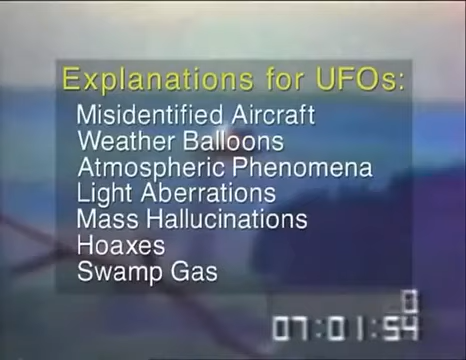 Explanations for UFOs:
Misidentified Aircraft
Weather Balloons
Atmospheric Phenomena
Light Aberrations
Mass Hallucinations
Hoaxes
Swamp Gas
0
07:01:54